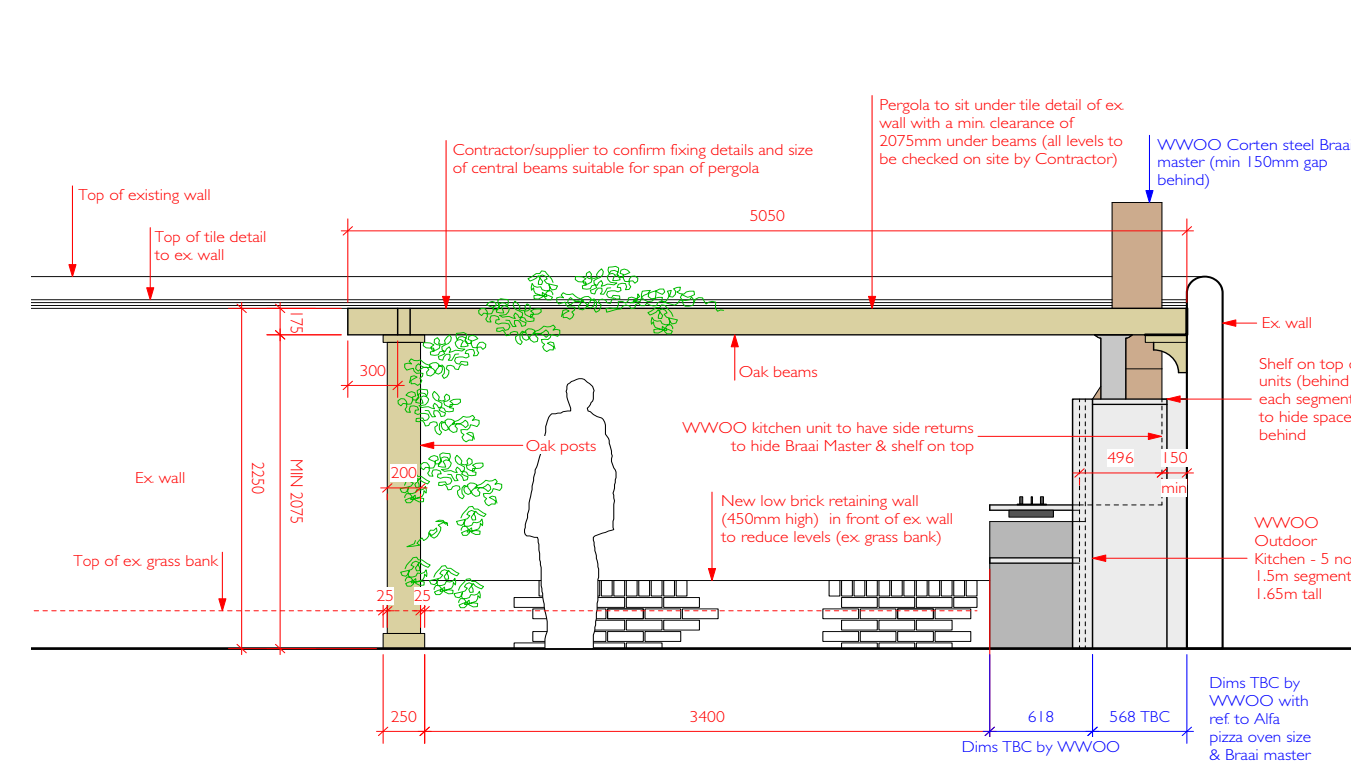 Pergola to sit under tile detail of ex.
wall with a min. clearance of
2075mm under beams (all levels to
be checked on site by Contractor)
Contractor/supplier to confirm fixing details and size
of central beams suitable for span of pergola
WWOO Corten steel Braai
master (min 150mm gap
behind)
Top of existing wall
Top of tile detail
to ex. wall
5050
175
Ex. wall
300
Oak beams
Shelf on top
units (behind
each segment
to hide space
behind
WWOO kitchen unit to have side returns
to hide Braai Master & shelf on top
Oak posts
496
150
min
200
2250
MIN 2075
Ex. wall
New low brick retaining wall
(450mm high) in front of ex. wall
to reduce levels (ex. grass bank)
WWOO
Outdoor
Kitchen - 5 no
1.5m segment
1.65m tall
Top of ex. grass bank
25
25
250
3400
618
568 TBC
Dims TBC by WWOO
Dims TBC by
WWOO with
ref. to Alfa
pizza oven size
& Braai master